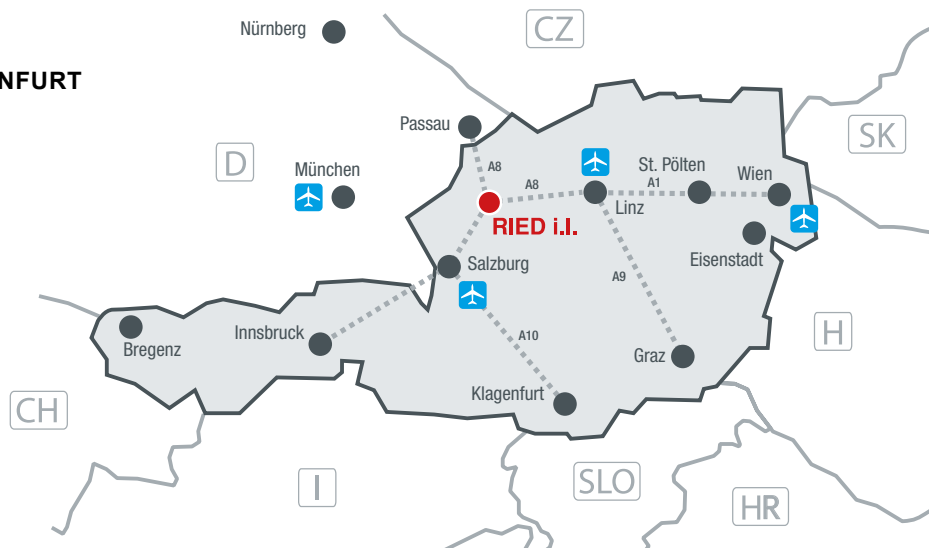 Nürnberg
CZ
NFURT
Passau
SK
D
München
A8
A8
St. Pölten
A1
Wien
Linz
RIED i.I.
Eisenstadt
Salzburg
A9
H
Innsbruck
A10
Bregenz
Graz
Klagenfurt
CH
I
SLO
HR